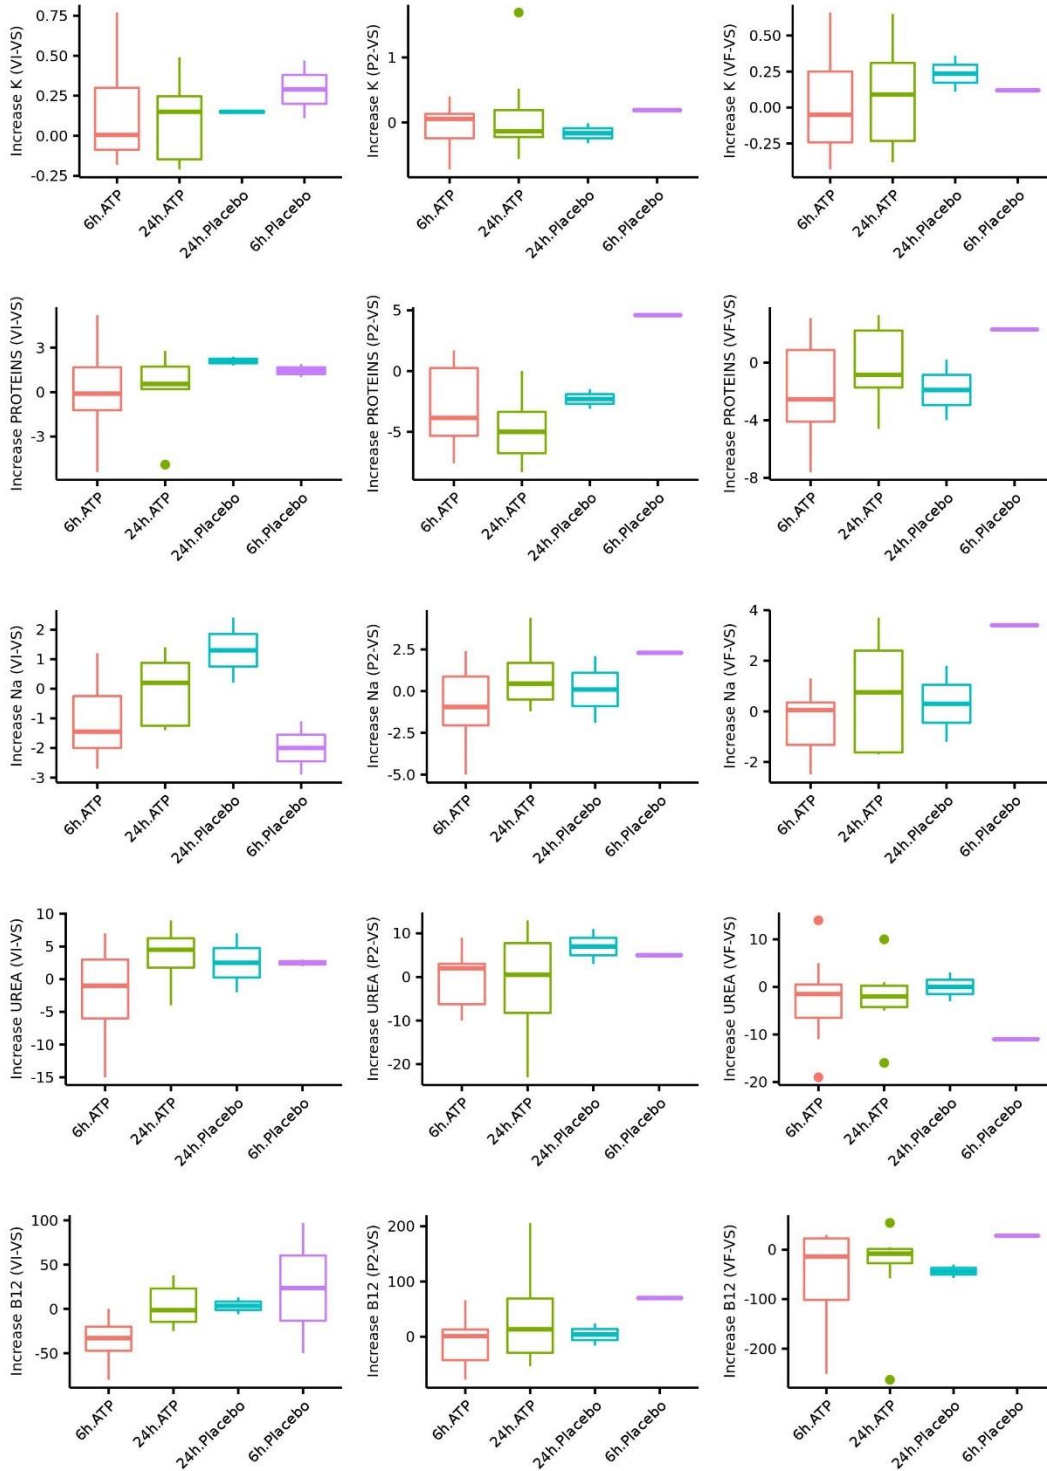 Increase K (VI-VS)
0.75
0.50
0.25
0.00
-0.25
6h.ATP
24h.ATP
24h.Placebo
6h.Placebo
Increase K (P2-VS)
1
0
6h.ATP
24h.ATP
24h.Placebo
6h.Placebo
Increase K (VF-VS)
0.50
0.25
0.00
-0.25
6h.ATP
24h.ATP
24h.Placebo
6h.Placebo
Increase PROTEINS (VI-VS)
3
0
-3
6h.ATP
24h.ATP
24h.Placebo
6h.Placebo
Increase PROTEINS (P2-VS)
5
0
-5
6h.ATP
24h.ATP
24h.Placebo
6h.Placebo
Increase PROTEINS (VF-VS)
0
-4
-8
6h.ATP
24h.ATP
24h.Placebo
6h.Placebo
Increase Na (VI-VS)
2
1
0
-1
-2
-3
6h.ATP
24h.ATP
24h.Placebo
6h.Placebo
Increase Na (P2-VS)
2.5
0.0
-2.5
-5.0
6h.ATP
24h.ATP
24h.Placebo
6h.Placebo
Increase Na (VF-VS)
4
2
0
-2
6h.ATP
24h.ATP
24h.Placebo
6h.Placebo
Increase UREA (VI-VS)
10
5
0
-5
-10
-15
6h.ATP
24h.ATP
24h.Placebo
6h.Placebo
Increase UREA (P2-VS)
10
0
-10
-20
6h.ATP
24h.ATP
24h.Placebo
6h.Placebo
Increase UREA (VF-VS)
10
0
-10
-20
6h.ATP
24h.ATP
24h.Placebo
6h.Placebo
Increase B12 (VI-VS)
100
50
0
-50
6h.ATP
24h.ATP
24h.Placebo
6h.Placebo
Increase B12 (P2-VS)
200
100
0
6h.ATP
24h.ATP
24h.Placebo
6h.Placebo
Increase B12 (VF-VS)
0
-100
-200
6h.ATP
24h.ATP
24h.Placebo
6h.Placebo